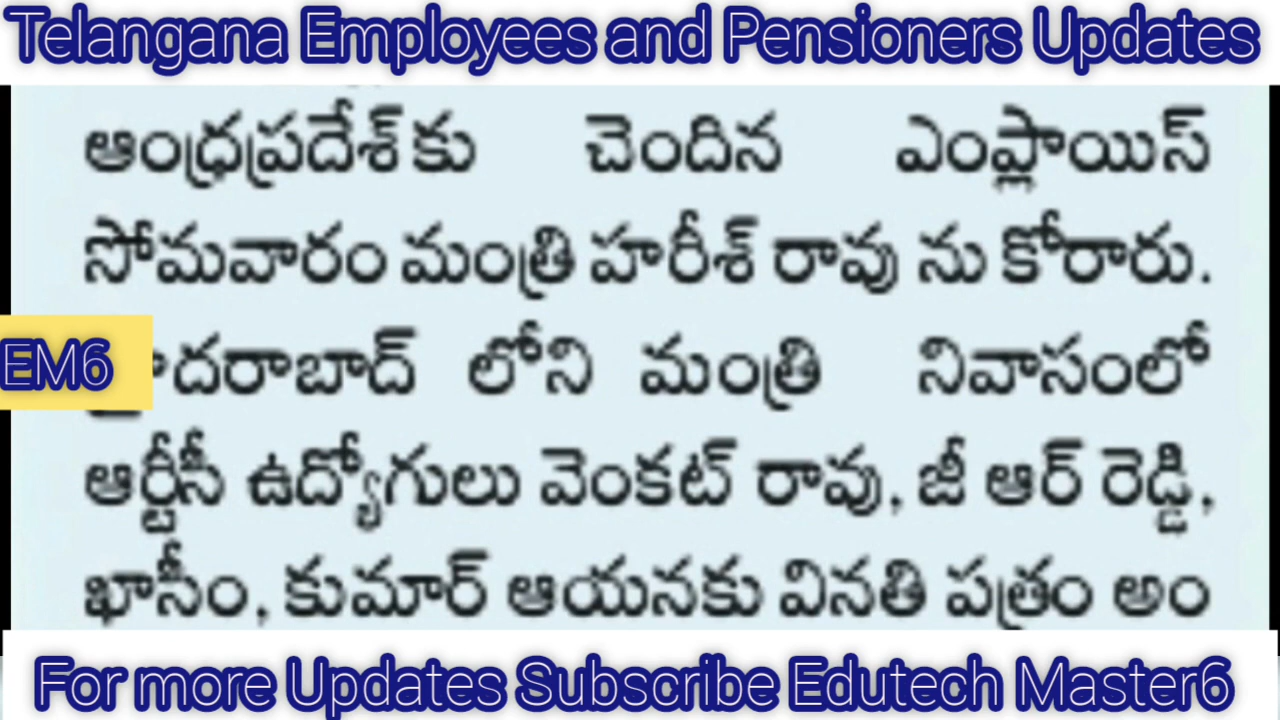 Telangana Employees and Pensioners Updates
ఆంధ్రప్రదేశ్ కు చెందిన ఎంప్లాయిస్
సోమవారం మంత్రి హరీశ్ రావు ను కోరారు.
EM6
లోని మంత్రి నివాసంలో
ఆర్టీసీ ఉద్యోగులు వెంకట్ రావు, జీ ఆర్ రెడ్డి,
ఖాసీం, కుమార్ ఆయనకు వినతి పత్రం అం
For more Updates Subscribe Edutech Master6